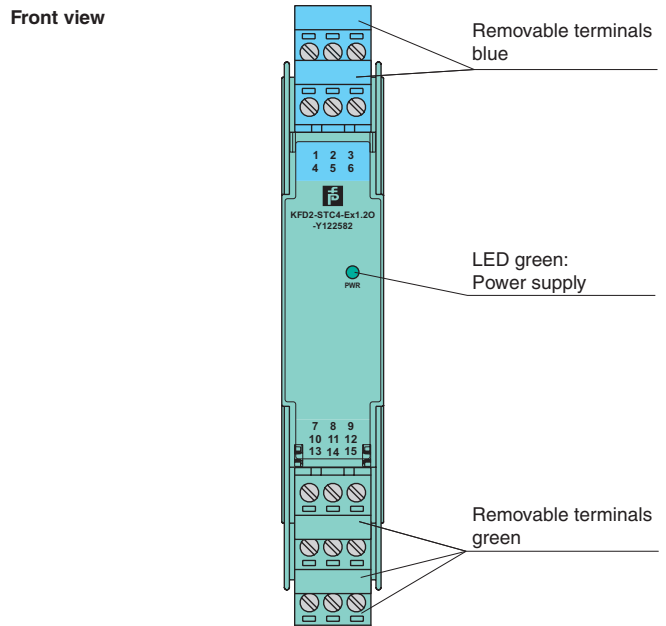 Front view
Removable terminals
blue
1 2 3
4 5 6
KFD2-STC4-Ex1.2O
-Y122582
LED green:
Power supply
PWR
7 8 9
10 11 12
13 14 15
Removable terminals
green